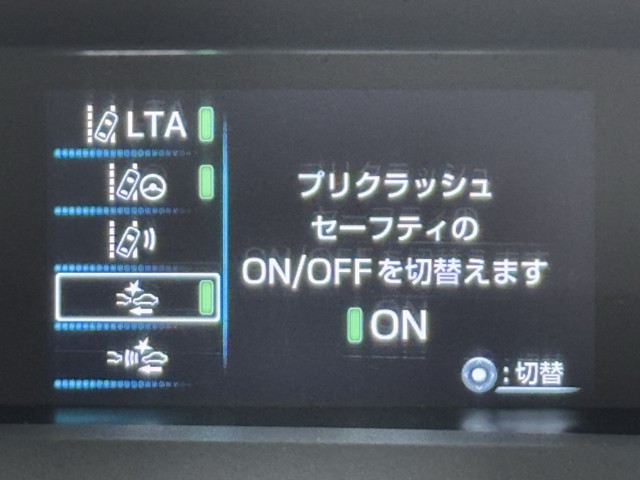 LTA
プリクラッシュ
セーフティの
ON/OFFを切替えます
ON
:切替